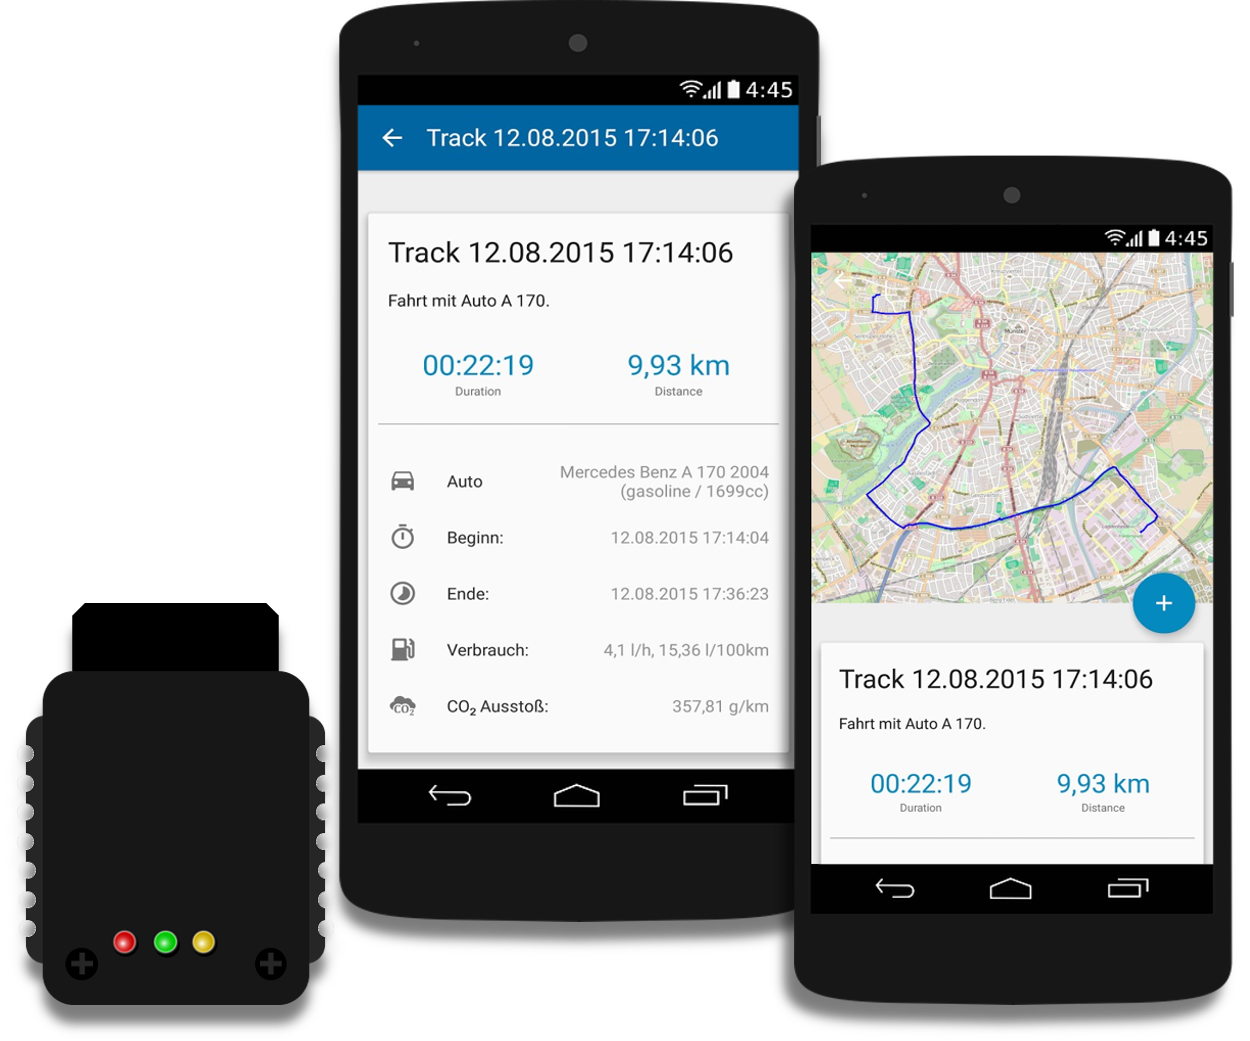 4:45
Track 12.08.2015 17:14:06
Track 12.08.2015 17:14:06
Fahrt mit Auto A 170.
00:22:19 9,93 km
Duration Distance
Auto Mercedes Benz A 170 2004
(gasoline / 1699cc)
Beginn: 12.08.2015 17:14:04
Ende: 12.08.2015 17:36:23
Verbrauch: 4,1 l/h, 15,36 l/100km
CO₂ CO₂ Ausstoß: 357,81 g/km
4:45
Münster
+
Track 12.08.2015 17:14:06
Fahrt mit Auto A 170.
00:22:19 9,93 km
Duration Distance